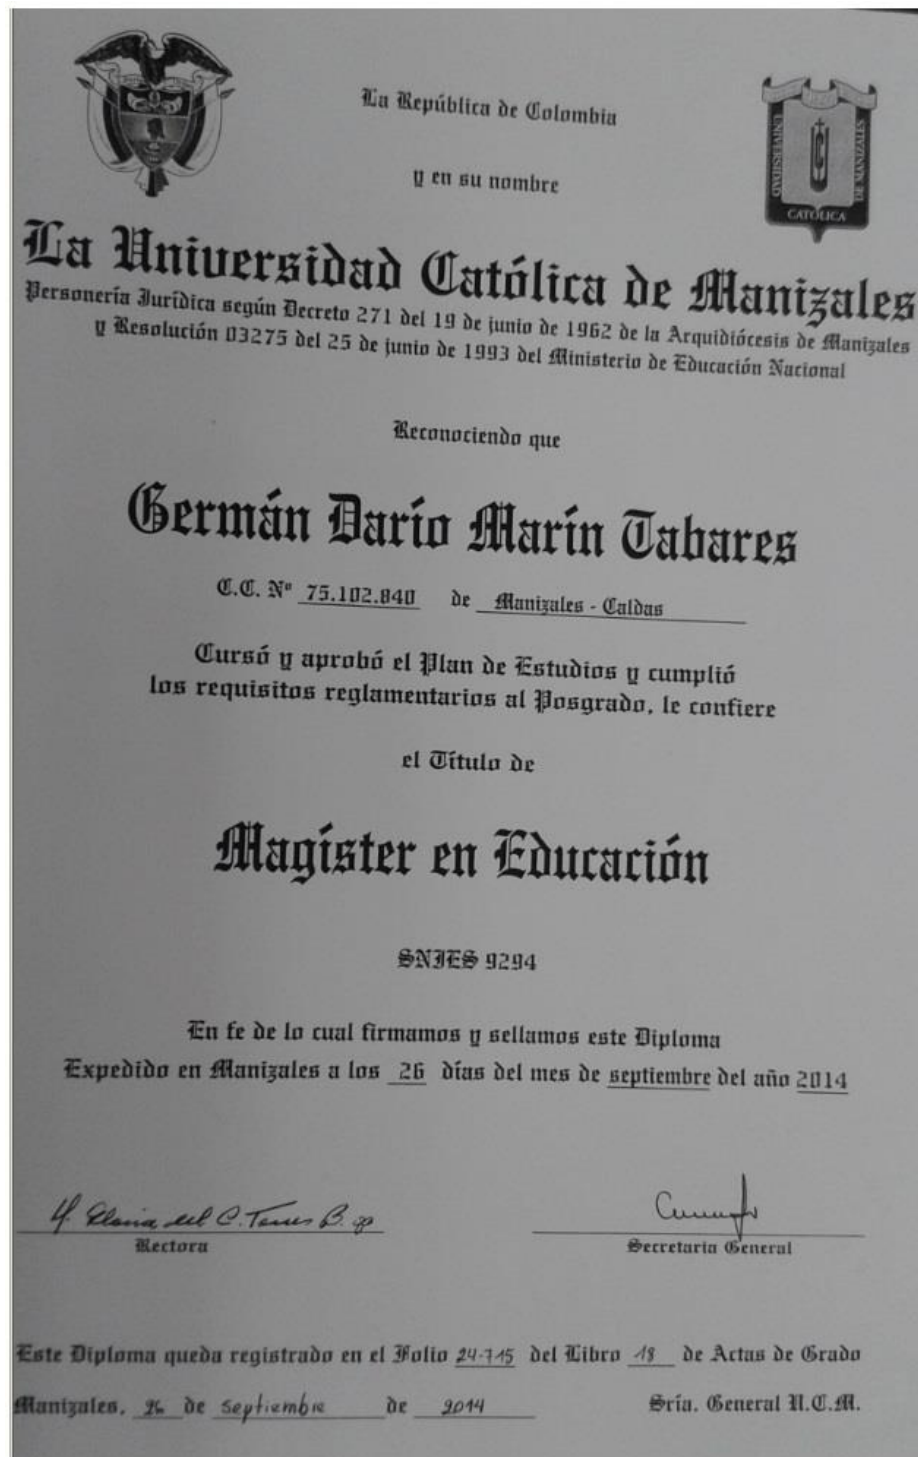 La República de Colombia
y en su nombre
UNIVERSIDAD CATÓLICA DE MANIZALES
La Universidad Católica de Manizales
Personería Jurídica según Decreto 271 del 19 de junio de 1962 de la Arquidiócesis de Manizales
y Resolución 03275 del 25 de junio de 1993 del Ministerio de Educación Nacional
Reconociendo que
Germán Darío Marín Tabares
C.C. Nº 75.102.840 de Manizales - Caldas
Cursó y aprobó el Plan de Estudios y cumplió
los requisitos reglamentarios al Posgrado, le confiere
el Título de
Magíster en Educación
SNIES 9294
En fe de lo cual firmamos y sellamos este Diploma
Expedido en Manizales a los 26 días del mes de septiembre del año 2014
Rectora
Secretaria General
Este Diploma queda registrado en el Folio 24-715 del Libro 18 de Actas de Grado
Manizales, 26 de septiembre de 2014 Sría. General U.C.M.